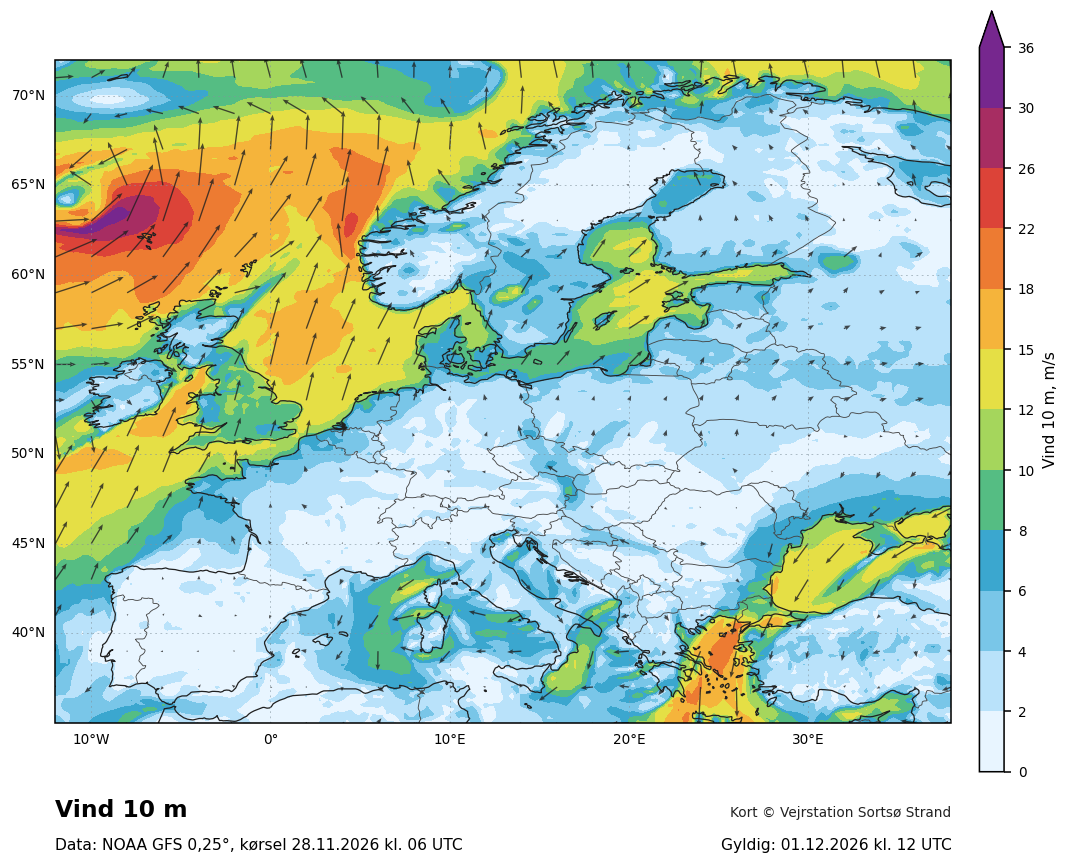 36
30
26
22
18
15
12
10
8
6
4
2
0
Vind 10 m, m/s
70°N
65°N
60°N
55°N
50°N
45°N
40°N
10°W
0°
10°E
20°E
30°E
Vind 10 m
Kort © Vejrstation Sortsø Strand
Data: NOAA GFS 0,25°, kørsel 28.11.2026 kl. 06 UTC
Gyldig: 01.12.2026 kl. 12 UTC